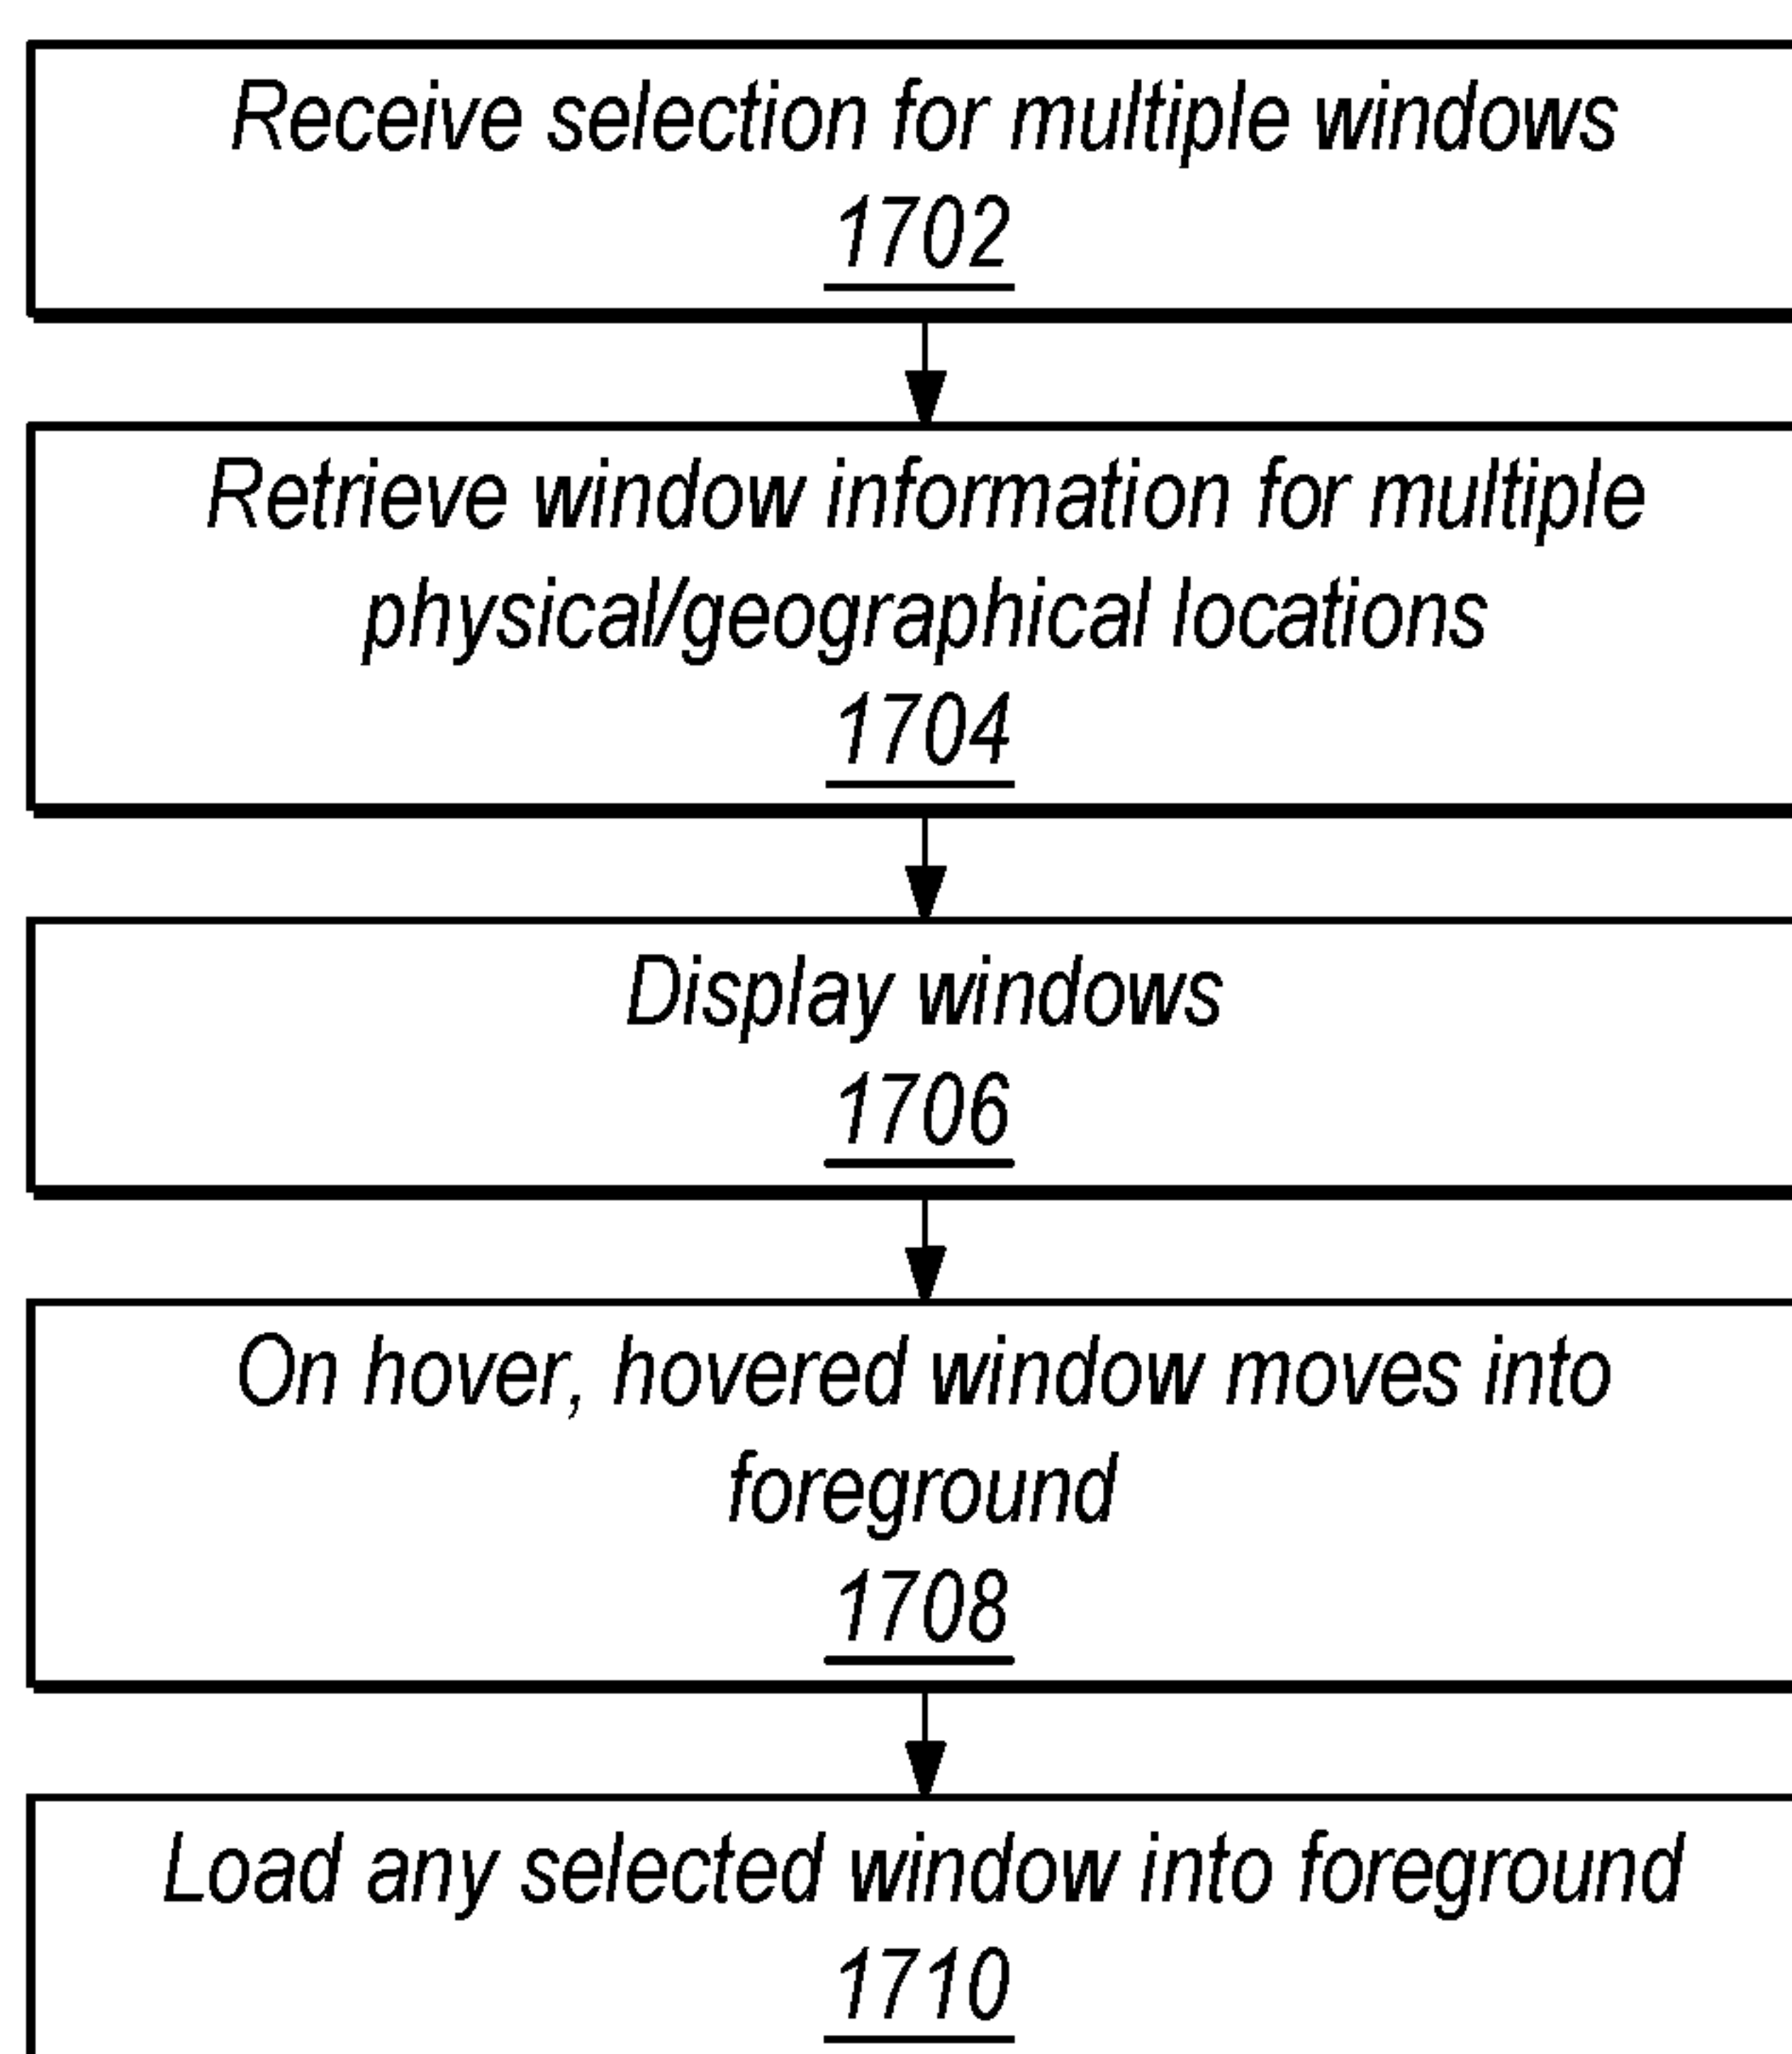 Receive selection for multiple windows
1702
Retrieve window information for multiple
physical/geographical locations
1704
Display windows
1706
On hover, hovered window moves into
foreground
1708
Load any selected window into foreground
1710